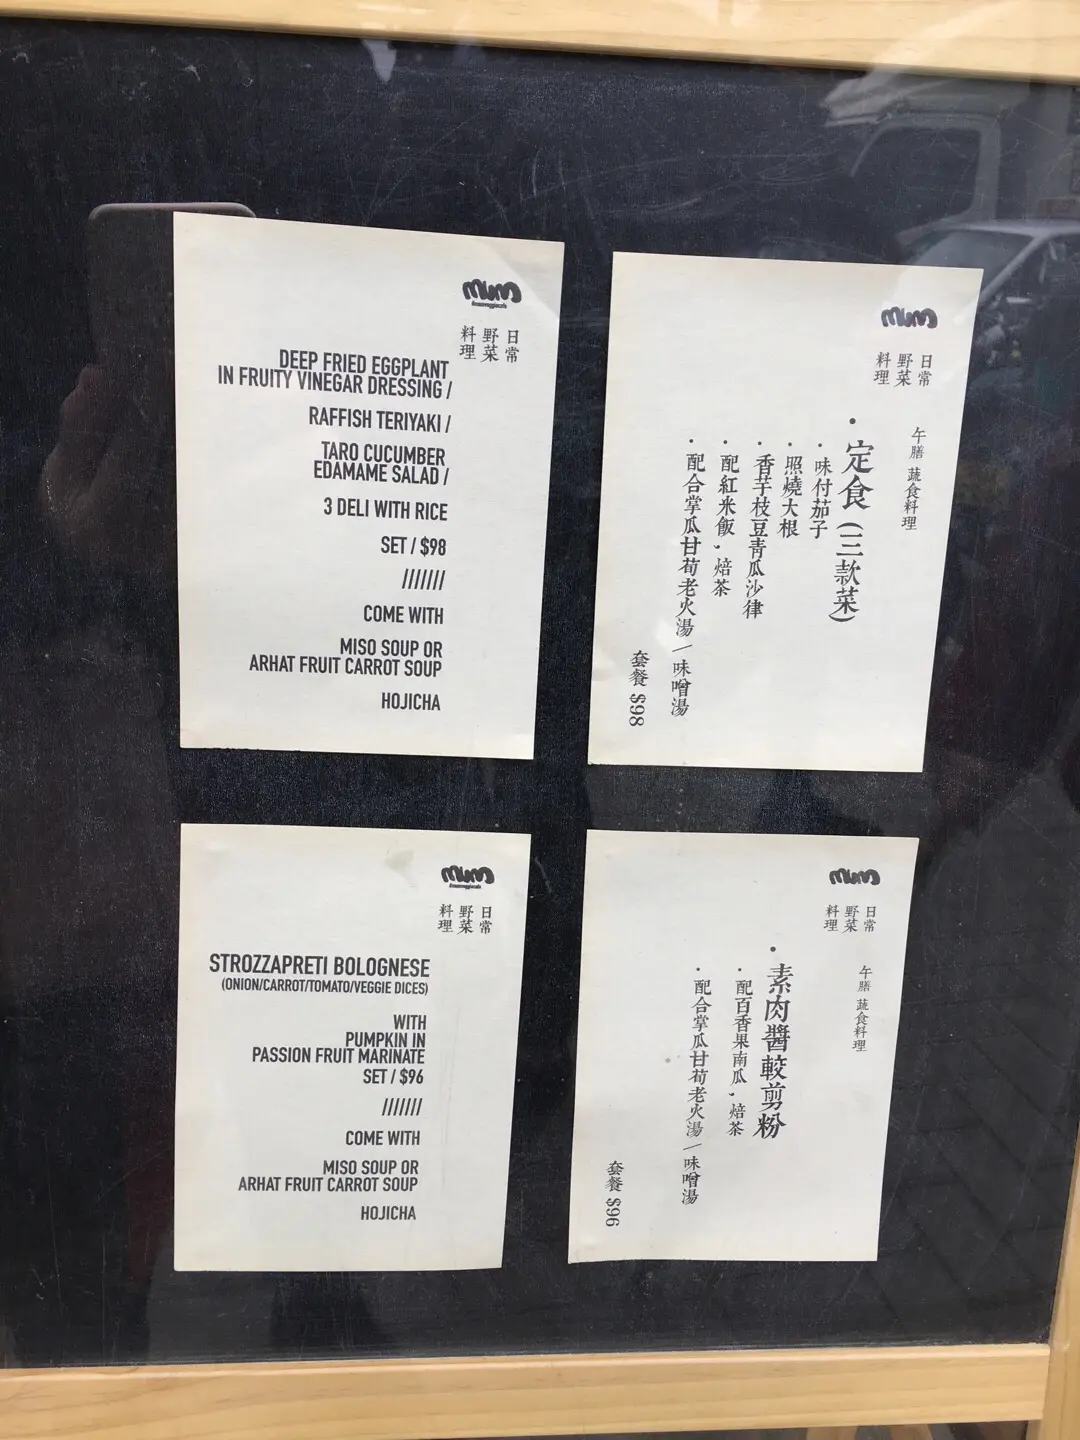 mum
日常
野菜
料理
DEEP FRIED EGGPLANT
IN FRUITY VINEGAR DRESSING /
RAFFISH TERIYAKI /
TARO CUCUMBER
EDAMAME SALAD /
3 DELI WITH RICE
SET / $98
///////
COME WITH
MISO SOUP OR
ARHAT FRUIT CARROT SOUP
HOJICHA
mum
日常
野菜
料理
午膳 蔬食料理
・定食(三款菜)
・味付茄子
・照燒大根
・香芋枝豆青瓜沙律
・配紅米飯,焙茶
・配合掌瓜甘荀老火湯 / 味噌湯
套餐 $98
mum
日常
野菜
料理
STROZZAPRETI BOLOGNESE
(ONION/CARROT/TOMATO/VEGGIE DICES)
WITH
PUMPKIN IN
PASSION FRUIT MARINATE
SET / $96
///////
COME WITH
MISO SOUP OR
ARHAT FRUIT CARROT SOUP
HOJICHA
mum
日常
野菜
料理
午膳 蔬食料理
・素肉醬較剪粉
・配百香果南瓜,焙茶
・配合掌瓜甘荀老火湯 / 味噌湯
套餐 $96